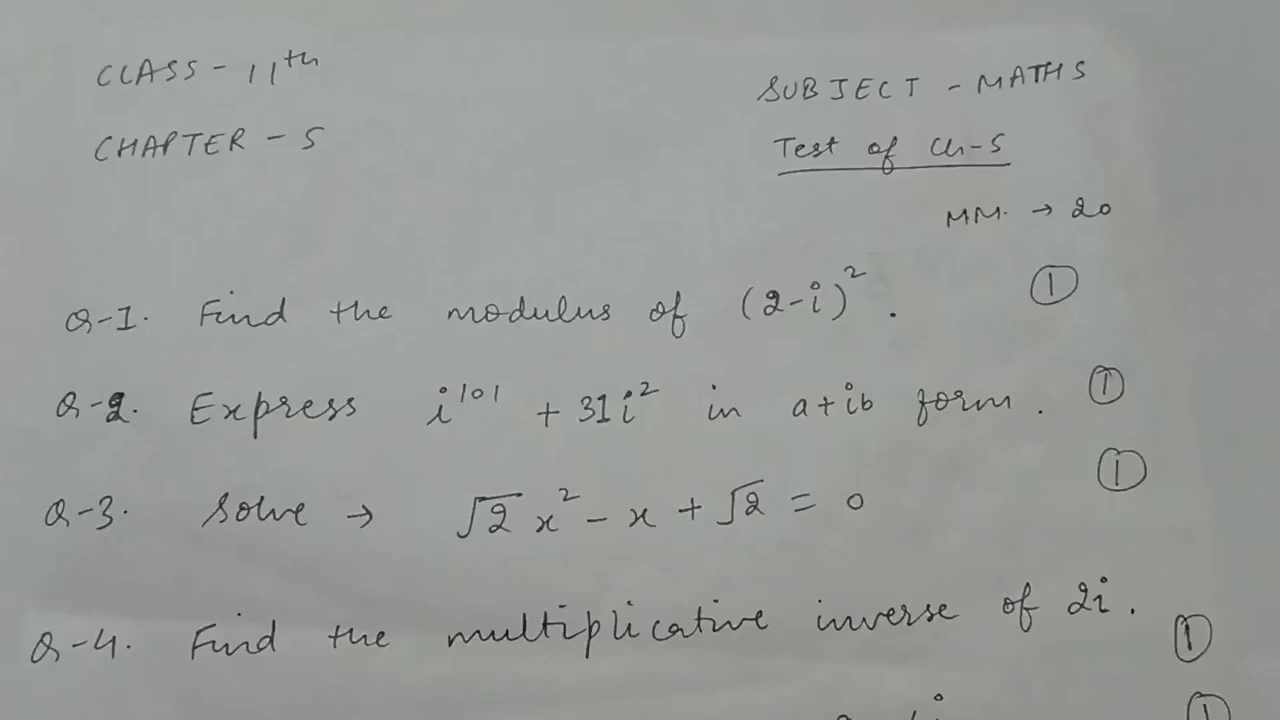 CLASS - 11th
CHAPTER - 5
SUBJECT - MATHS
Test of Ch-5
MM. → 20
Q-1. Find the modulus of (2-i)². ①
Q-2. Express i¹⁰¹ + 31i² in a+ib form. ①
Q-3. Solve → √2x² - x + √2 = 0 ①
Q-4. Find the multiplicative inverse of 2i. ①